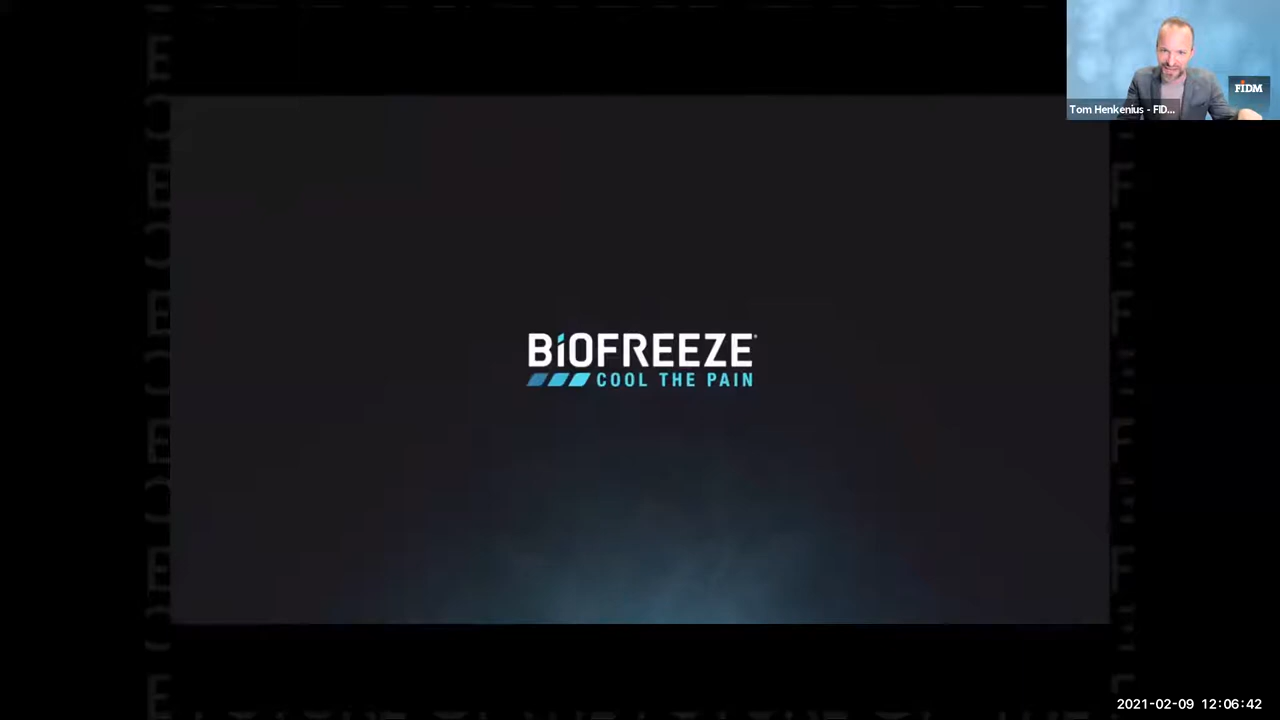 FIDM
Tom Henkenius - FID...
BiOFREEZE®
COOL THE PAIN
2021-02-09 12:06:42